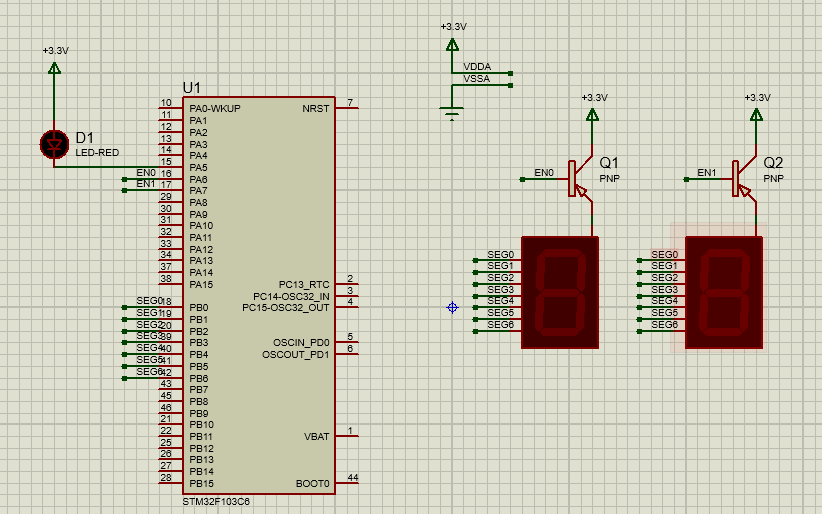 +3.3V
D1
LED-RED
U1
10 PA0-WKUP
11 PA1
12 PA2
13 PA3
14 PA4
15 PA5
EN0 16 PA6
EN1 17 PA7
29 PA8
30 PA9
31 PA10
32 PA11
33 PA12
34 PA13
37 PA14
38 PA15
SEG0 18 PB0
SEG1 19 PB1
SEG2 20 PB2
SEG3 39 PB3
SEG4 40 PB4
SEG5 41 PB5
SEG6 42 PB6
43 PB7
45 PB8
46 PB9
21 PB10
22 PB11
25 PB12
26 PB13
27 PB14
28 PB15
NRST 7
PC13_RTC 2
PC14-OSC32_IN 3
PC15-OSC32_OUT 4
OSCIN_PD0 5
OSCOUT_PD1 6
VBAT 1
BOOT0 44
STM32F103C6
+3.3V
VDDA
VSSA
+3.3V
Q1
PNP
EN0
SEG0
SEG1
SEG2
SEG3
SEG4
SEG5
SEG6
+3.3V
Q2
PNP
EN1
SEG0
SEG1
SEG2
SEG3
SEG4
SEG5
SEG6